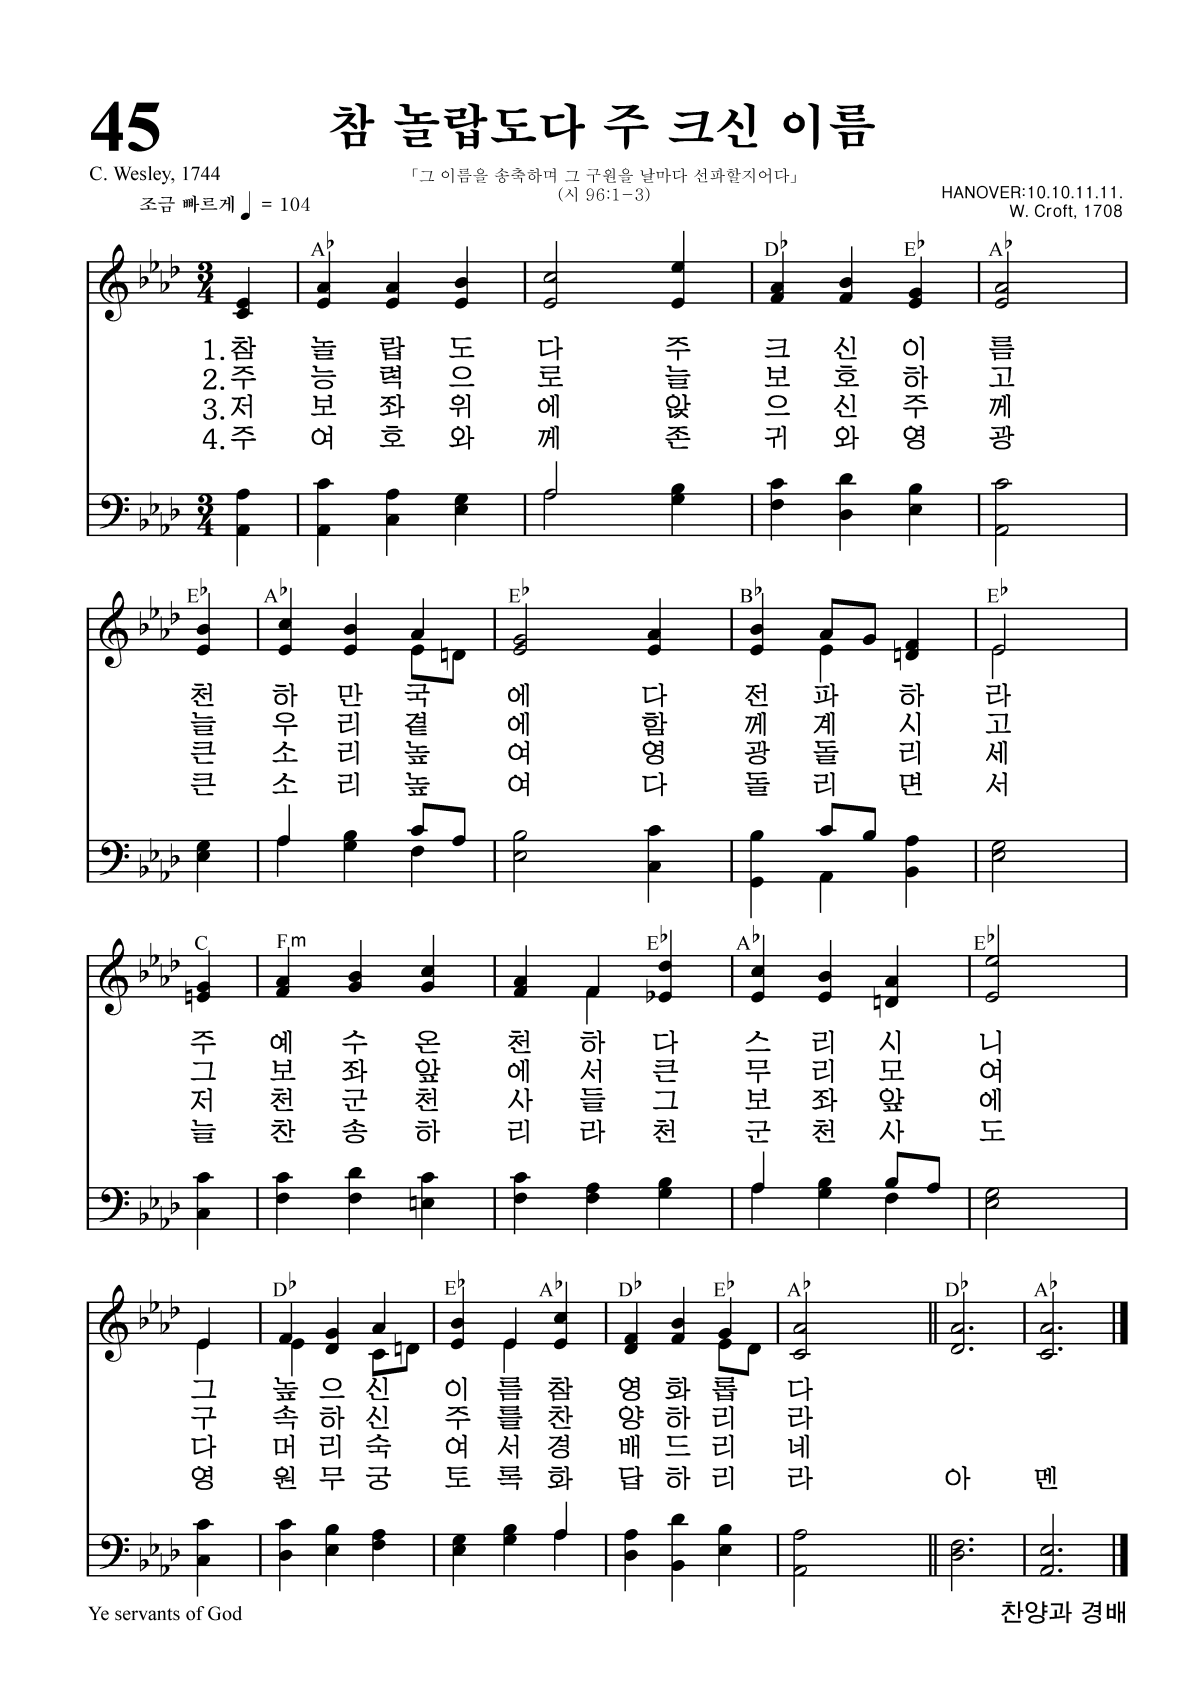 45
참 놀랍도다 주 크신 이름
C. Wesley, 1744
「그 이름을 송축하며 그 구원을 날마다 선파할지어다」
(시 96:1-3)
조금 빠르게 ♩ = 104
HANOVER:10.10.11.11.
W. Croft, 1708
A♭ D♭ E♭ A♭
3 4
1.참 놀 랍 도 다 주 크 신 이 름
2.주 능 력 으 로 늘 보 호 하 고
3.저 보 좌 위 에 앉 으 신 주 께
4.주 여 호 와 께 존 귀 와 영 광
3 4
E♭ A♭ E♭ B♭ E♭
천 하 만 국 에 다 전 파 하 라
늘 우 리 곁 에 함 께 계 시 고
큰 소 리 높 여 영 광 돌 리 세
큰 소 리 높 여 다 돌 리 면 서
C Fm E♭ A♭ E♭
주 예 수 온 천 하 다 스 리 시 니
그 보 좌 앞 에 서 큰 무 리 모 여
저 천 군 천 사 들 그 보 좌 앞 에
늘 찬 송 하 리 라 천 군 천 사 도
D♭ E♭ A♭ D♭ E♭ A♭ D♭ A♭
그 높 으 신 이 름 참 영 화 롭 다
구 속 하 신 주 를 찬 양 하 리 라
다 머 리 숙 여 서 경 배 드 리 네
영 원 무 궁 토 록 화 답 하 리 라 아 멘
Ye servants of God
찬양과 경배